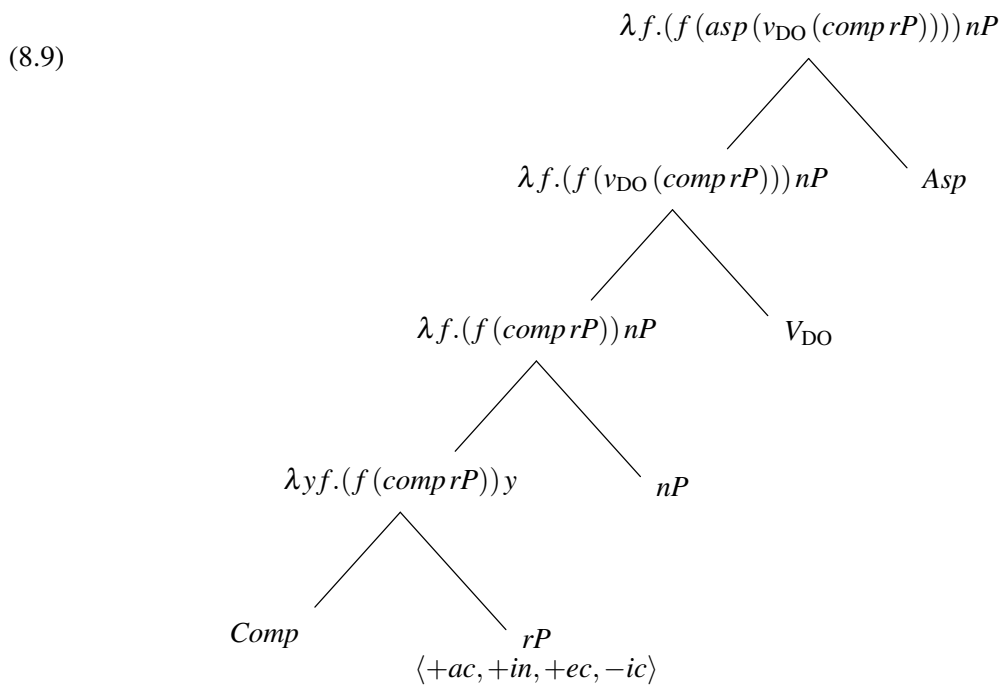 λf.(f(asp(v_DO(comp rP))))nP
(8.9)
λf.(f(v_DO(comp rP)))nP
Asp
λf.(f(comp rP))nP
V_DO
λyf.(f(comp rP))y
nP
Comp
rP
⟨+ac,+in,+ec,−ic⟩